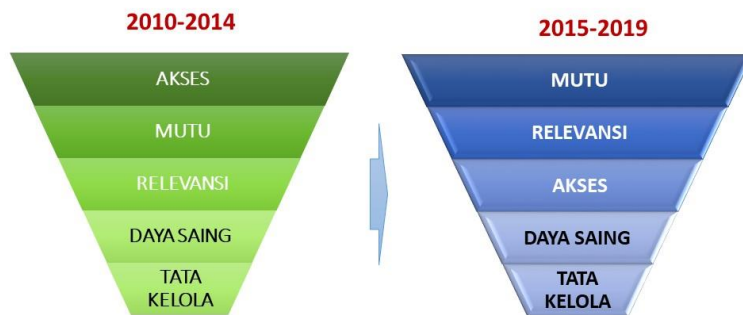 2010-2014
AKSES
MUTU
RELEVANSI
DAYA SAING
TATA
KELOLA
2015-2019
MUTU
RELEVANSI
AKSES
DAYA SAING
TATA
KELOLA